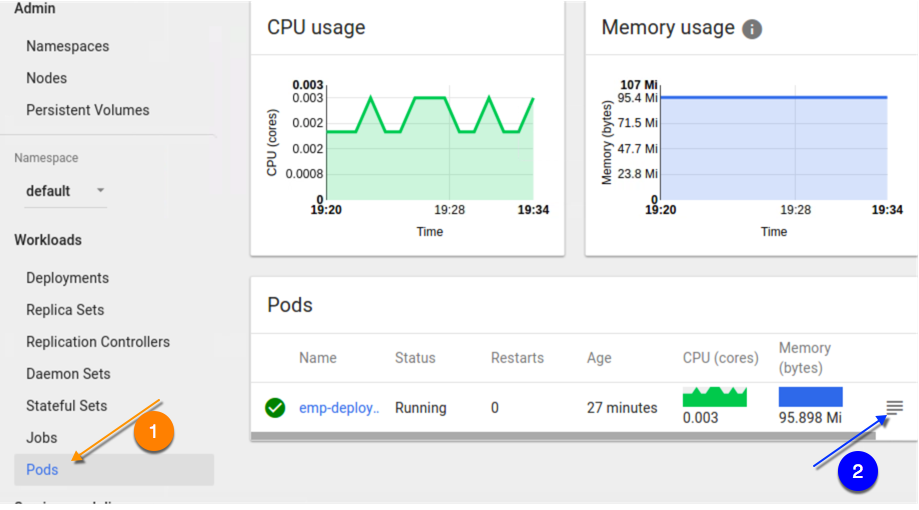 Admin
Namespaces
Nodes
Persistent Volumes
Namespace
default
Workloads
Deployments
Replica Sets
Replication Controllers
Daemon Sets
Stateful Sets
Jobs
Pods
1
CPU usage
CPU (cores)
0.003
0.003
0.002
0.002
0.0008
0
19:20 19:28 19:34
Time
Memory usage i
Memory (bytes)
107 Mi
95.4 Mi
71.5 Mi
47.7 Mi
23.8 Mi
0
19:20 19:28 19:34
Time
Pods
Name Status Restarts Age CPU (cores) Memory
(bytes)
emp-deploy.. Running 0 27 minutes 0.003 95.898 Mi
2